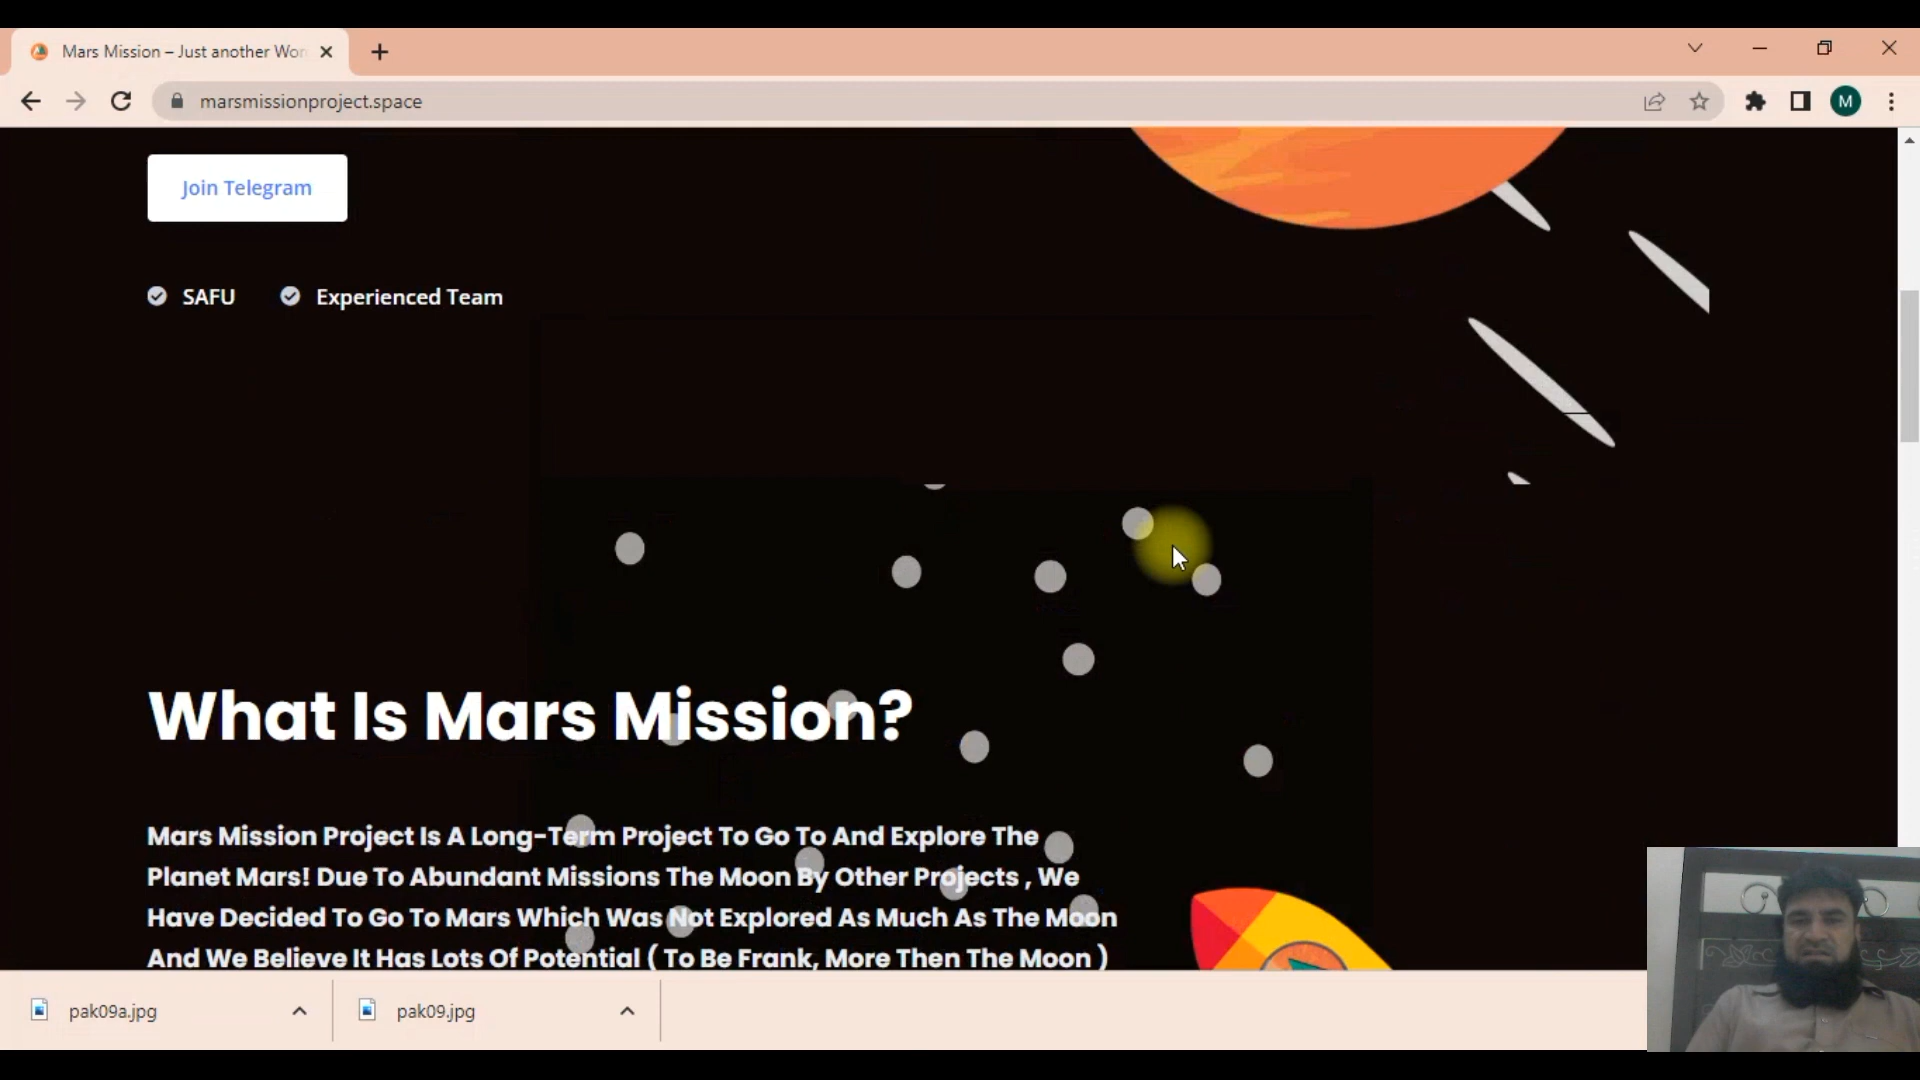 Mars Mission – Just another Wor
marsmissionproject.space
M
Join Telegram
SAFU
Experienced Team
What Is Mars Mission?
Mars Mission Project Is A Long-Term Project To Go To And Explore The
Planet Mars! Due To Abundant Missions The Moon By Other Projects , We
Have Decided To Go To Mars Which Was Not Explored As Much As The Moon
And We Believe It Has Lots Of Potential ( To Be Frank, More Then The Moon )
pak09a.jpg
pak09.jpg